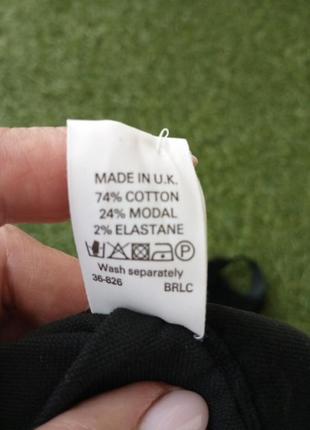 MADE IN U.K.
74% COTTON
24% MODAL
2% ELASTANE
P
Wash separately
36-826 BRLC